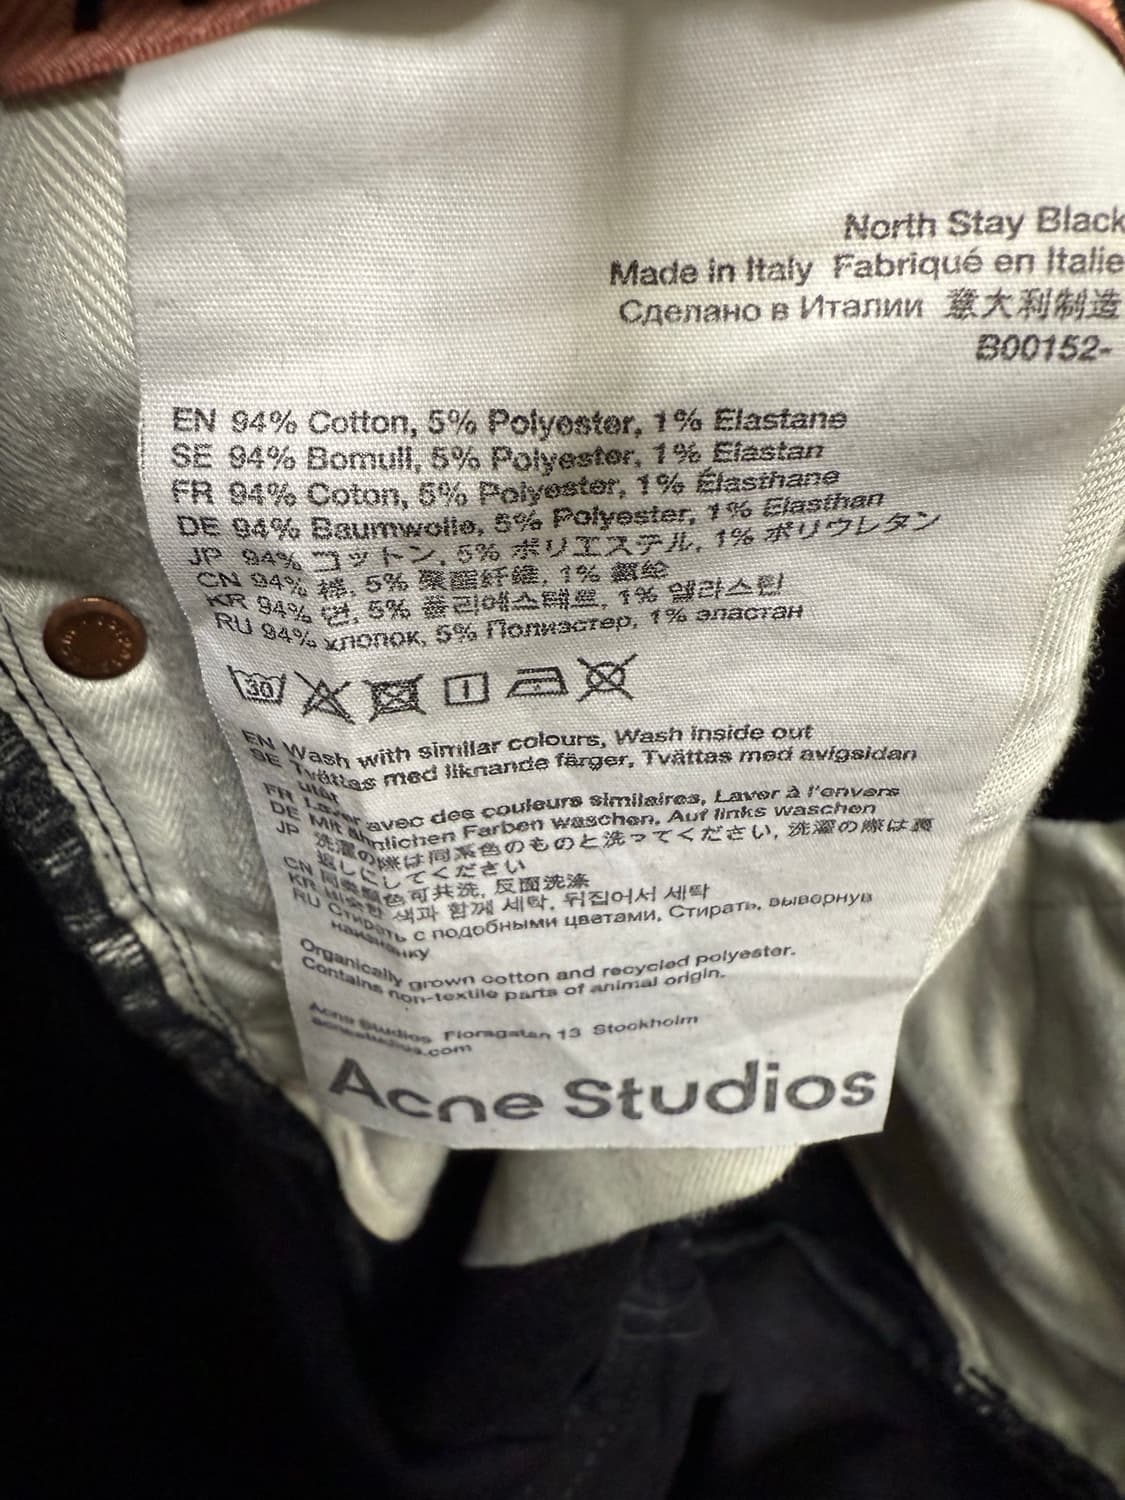 North Stay Black
Made in Italy Fabriqué en Italie
Сделано в Италии 意大利制造
B00152-
EN 94% Cotton, 5% Polyester, 1% Elastane
SE 94% Bomull, 5% Polyester, 1% Elastan
FR 94% Coton, 5% Polyester, 1% Élasthane
DE 94% Baumwolle, 5% Polyester, 1% Elasthan
JP 94% コットン, 5% ポリエステル, 1% ポリウレタン
CN 94% 棉, 5% 聚酯纤维, 1% 氨纶
KR 94% 면, 5% 폴리에스테르, 1% 엘라스틴
RU 94% хлопок, 5% Полиэстер, 1% эластан
30
EN Wash with similar colours, Wash inside out
SE Tvättas med liknande färger, Tvättas med avigsidan
utåt
FR Laver avec des couleurs similaires, Laver à l'envers
DE Mit ähnlichen Farben waschen, Auf links waschen
JP 洗濯の際は同系色のものと洗ってください, 洗濯の際は裏
返しにしてください
CN 同类颜色可共洗, 反面洗涤
KR 비슷한 색과 함께 세탁, 뒤집어서 세탁
RU Стирать с подобными цветами, Стирать, вывернув
наизнанку
Organically grown cotton and recycled polyester.
Contains non-textile parts of animal origin.
Acne Studios Floragatan 13 Stockholm
acnestudios.com
Acne Studios